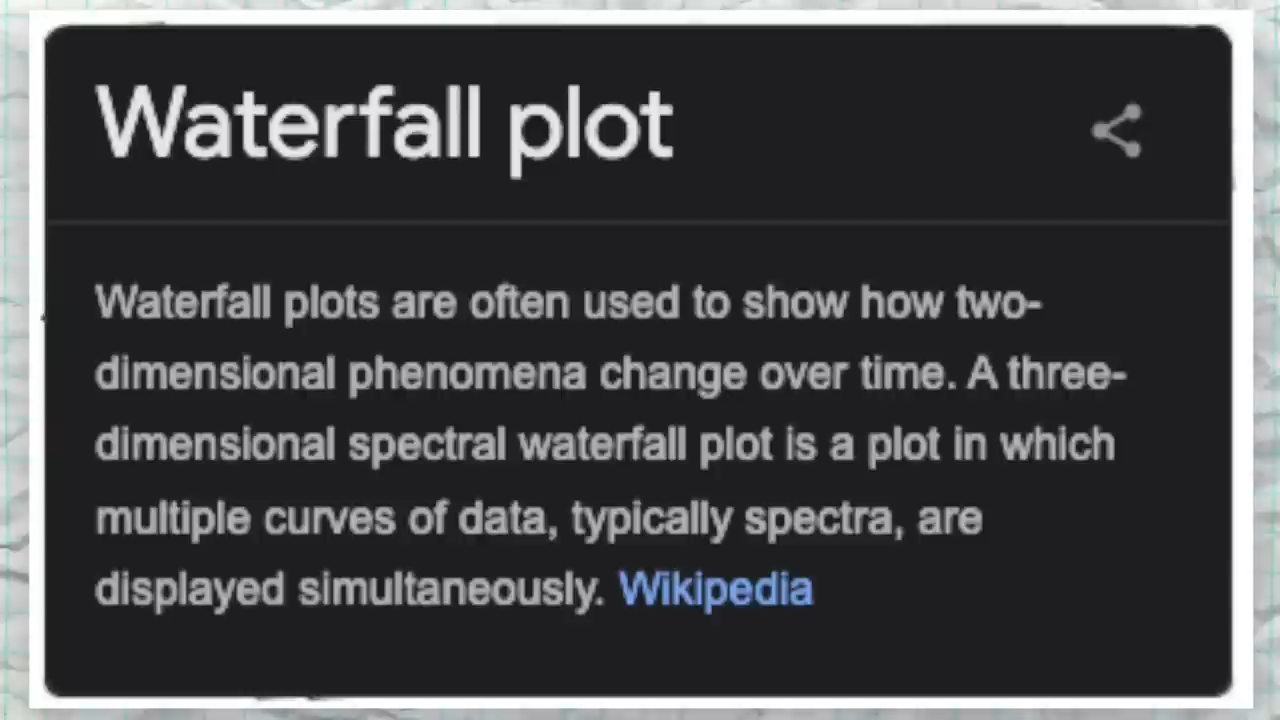 Waterfall plot
Waterfall plots are often used to show how two-
dimensional phenomena change over time. A three-
dimensional spectral waterfall plot is a plot in which
multiple curves of data, typically spectra, are
displayed simultaneously. Wikipedia